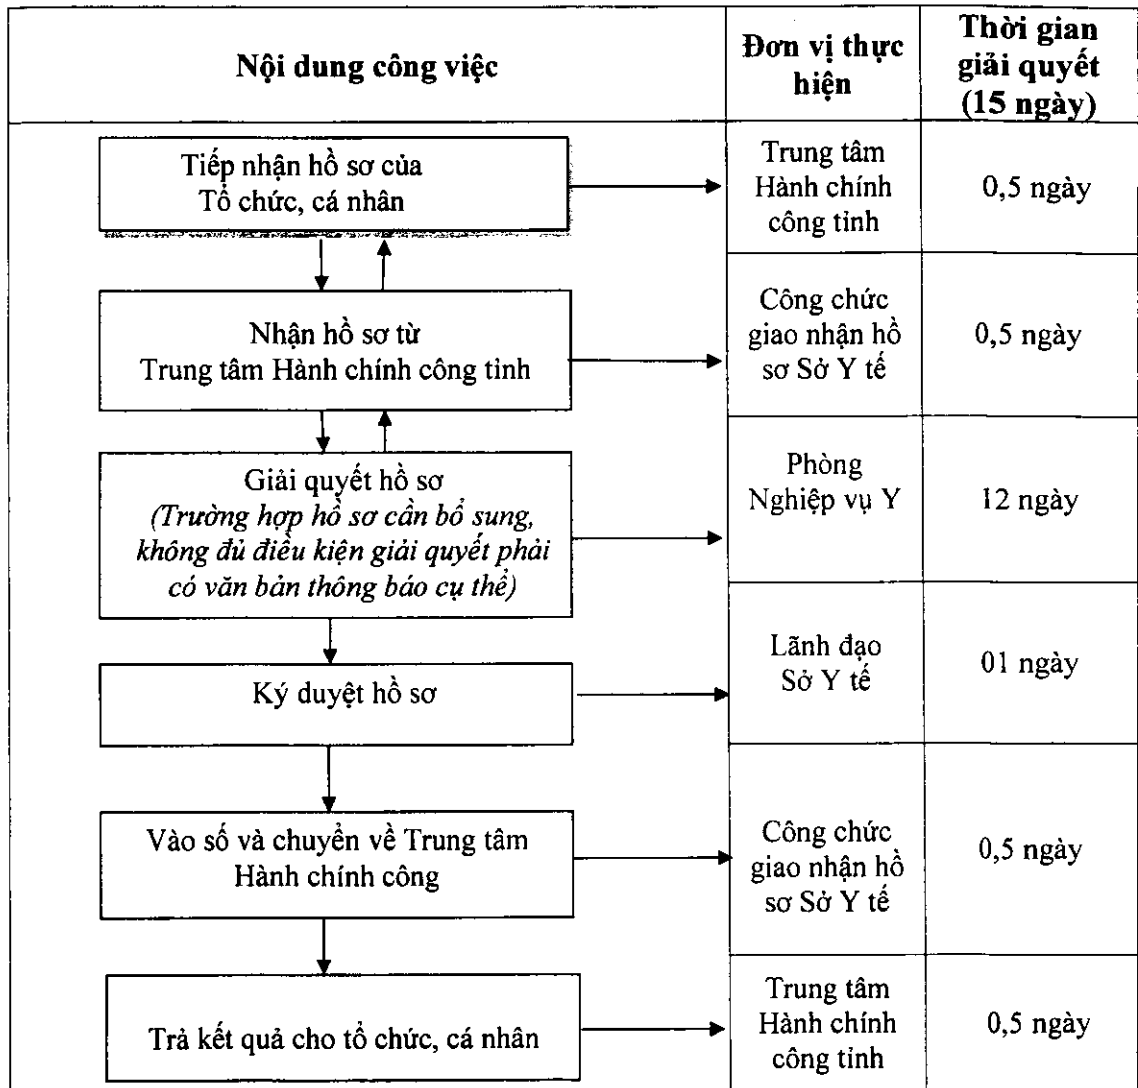 Nội dung công việc
Đơn vị thực
hiện
Thời gian
giải quyết
(15 ngày)
Tiếp nhận hồ sơ của
Tổ chức, cá nhân
Trung tâm
Hành chính
công tỉnh
0,5 ngày
Nhận hồ sơ từ
Trung tâm Hành chính công tỉnh
Công chức
giao nhận hồ
sơ Sở Y tế
0,5 ngày
Giải quyết hồ sơ
(Trường hợp hồ sơ cần bổ sung,
không đủ điều kiện giải quyết phải
có văn bản thông báo cụ thể)
Phòng
Nghiệp vụ Y
12 ngày
Ký duyệt hồ sơ
Lãnh đạo
Sở Y tế
01 ngày
Vào số và chuyển về Trung tâm
Hành chính công
Công chức
giao nhận hồ
sơ Sở Y tế
0,5 ngày
Trả kết quả cho tổ chức, cá nhân
Trung tâm
Hành chính
công tỉnh
0,5 ngày